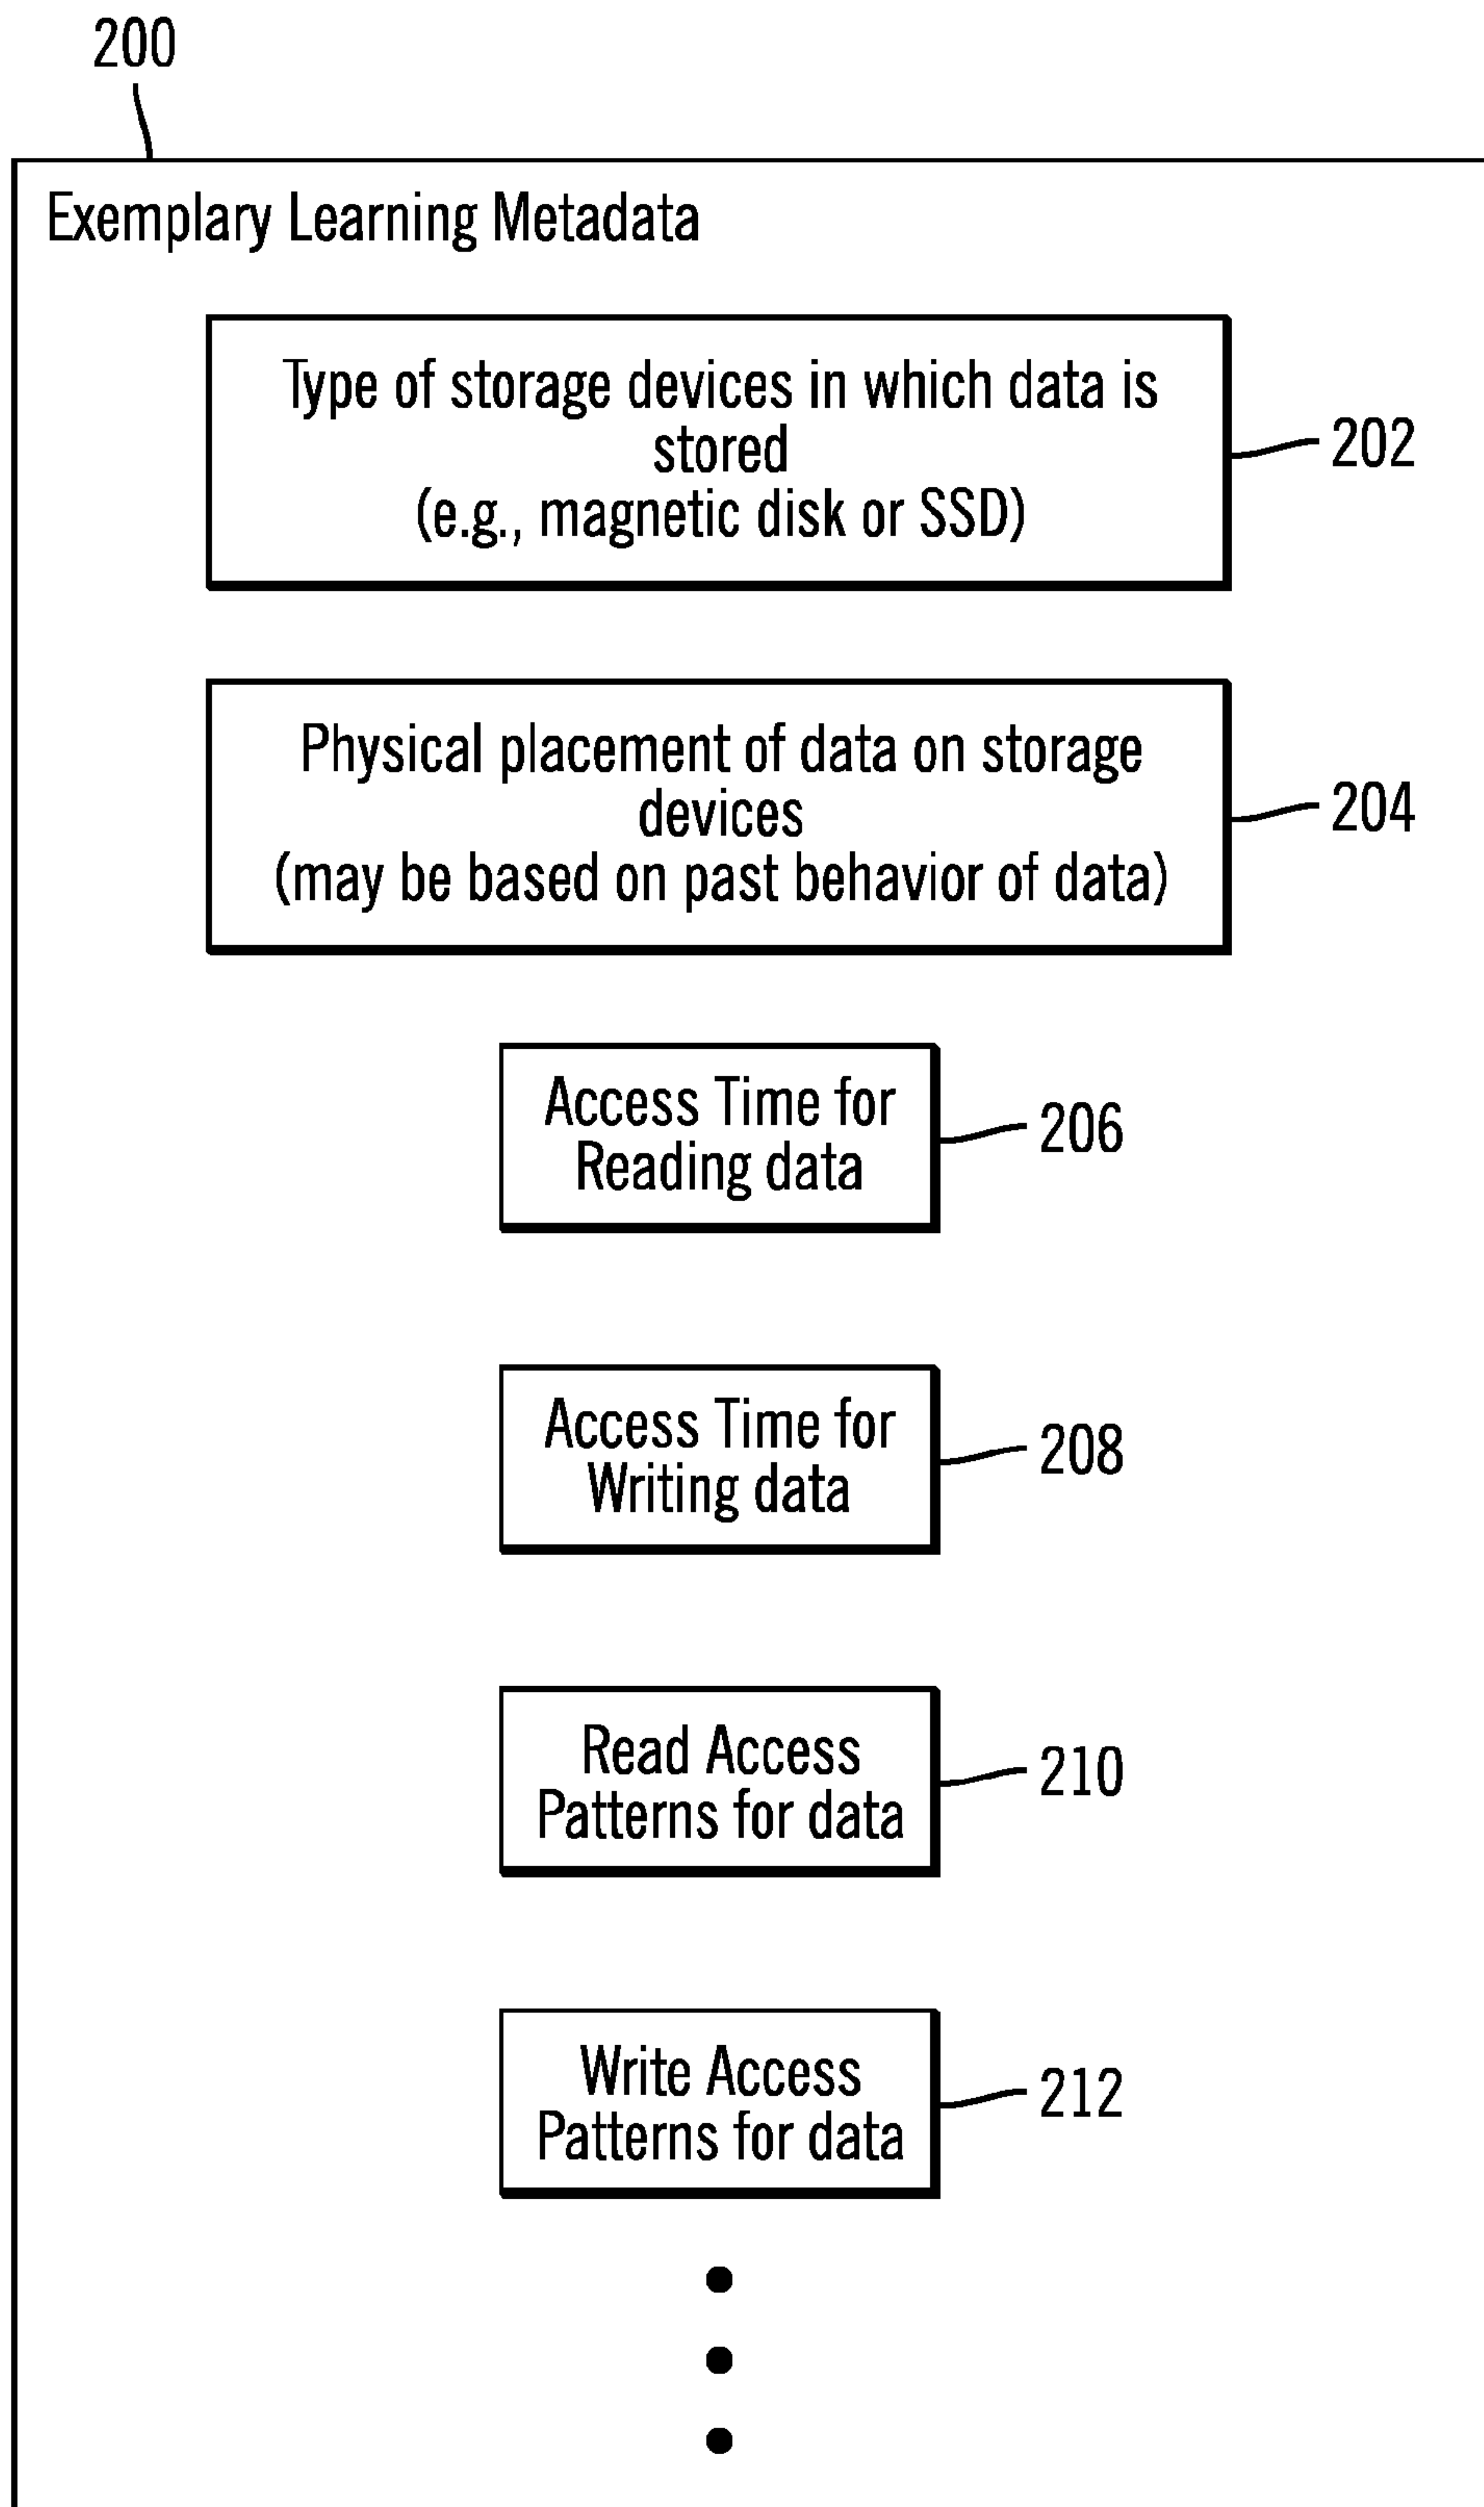 200
Exemplary Learning Metadata
Type of storage devices in which data is
stored
(e.g., magnetic disk or SSD)
202
Physical placement of data on storage
devices
(may be based on past behavior of data)
204
Access Time for
Reading data
206
Access Time for
Writing data
208
Read Access
Patterns for data
210
Write Access
Patterns for data
212